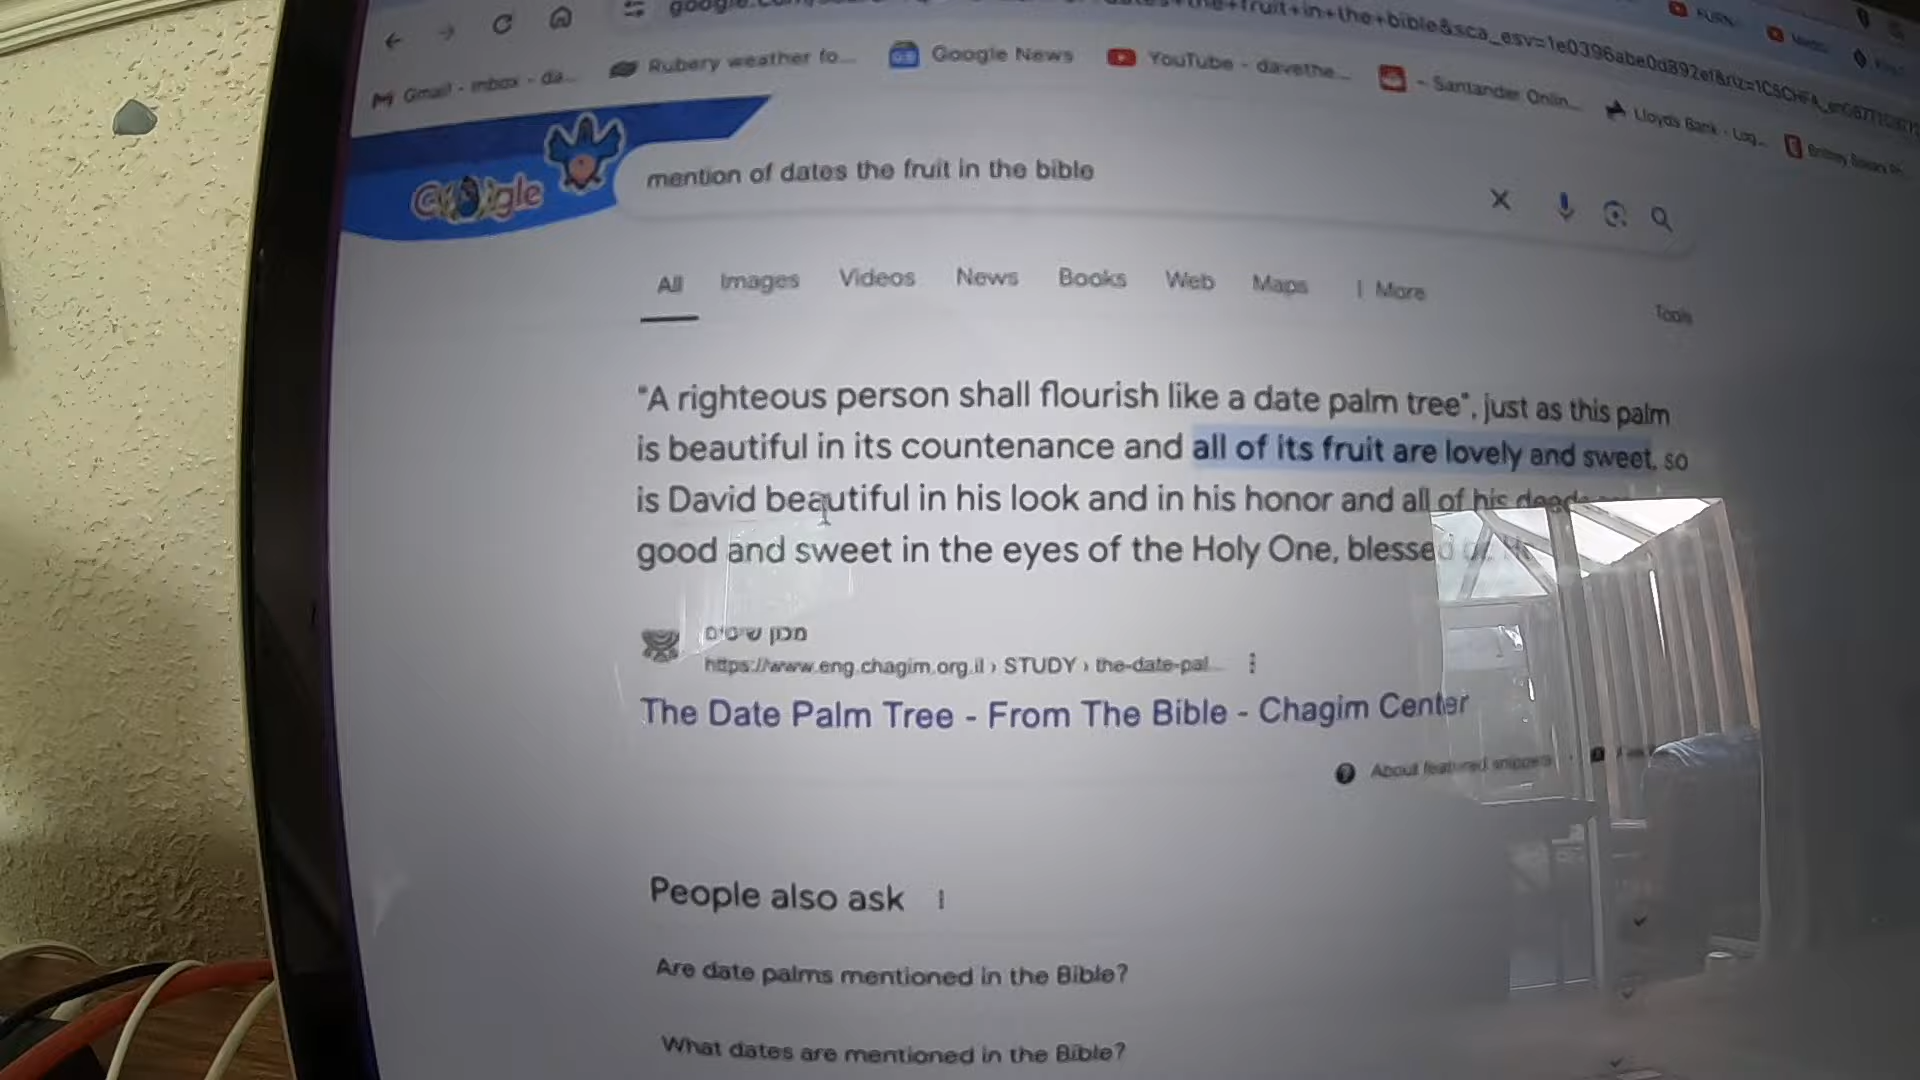 Gmail - Inbox - da...
Rubery weather fo...
Google News
YouTube - davethe...
- Santander Onlin...
Lloyds Bank - Log...
Google
mention of dates the fruit in the bible
All Images Videos News Books Web Maps More
Tools
"A righteous person shall flourish like a date palm tree", just as this palm
is beautiful in its countenance and all of its fruit are lovely and sweet, so
is David beautiful in his look and in his honor and all of his deeds
good and sweet in the eyes of the Holy One, blessed
מכון שיטים
https://www.eng.chagim.org.il › STUDY › the-date-pal...
The Date Palm Tree - From The Bible - Chagim Center
About featured snippets
People also ask
Are date palms mentioned in the Bible?
What dates are mentioned in the Bible?